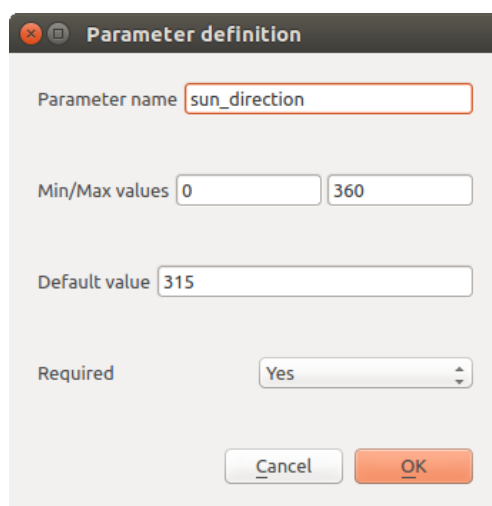 Parameter definition
Parameter name sun_direction
Min/Max values 0 360
Default value 315
Required Yes
Cancel OK